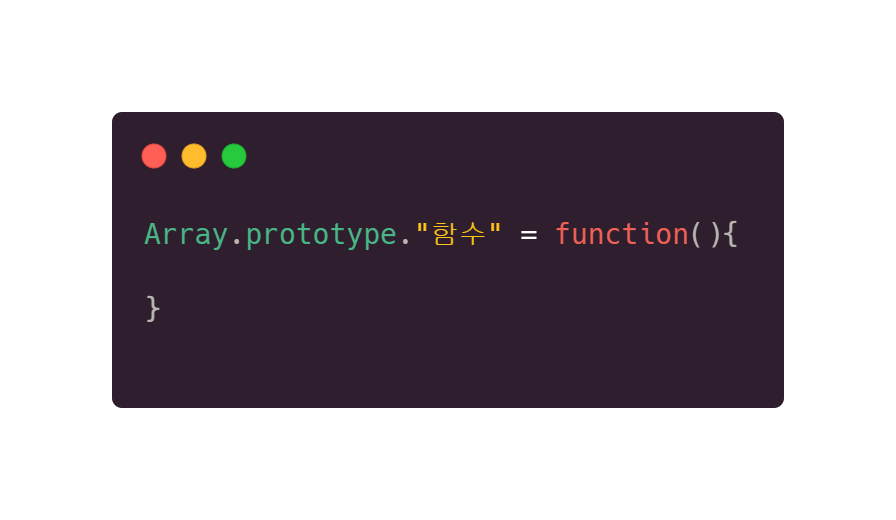 Array.prototype."함수" = function(){
}